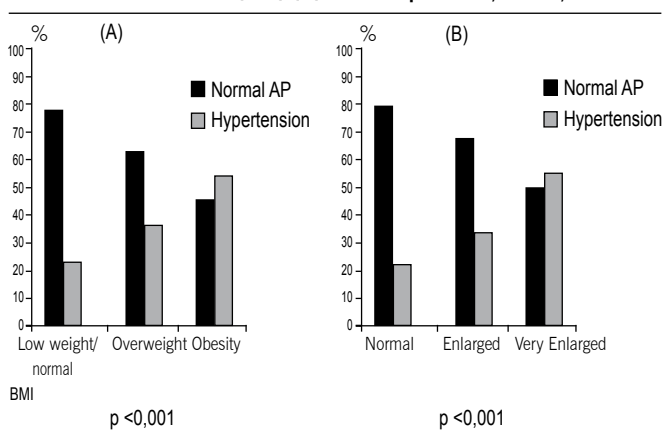 % (A)
100
90
80
70
60
50
40
30
20
10
0
Normal AP
Hypertension
Low weight/ normal
Overweight
Obesity
BMI
p <0,001
% (B)
100
90
80
70
60
50
40
30
20
10
0
Normal AP
Hypertension
Normal
Enlarged
Very Enlarged
p <0,001